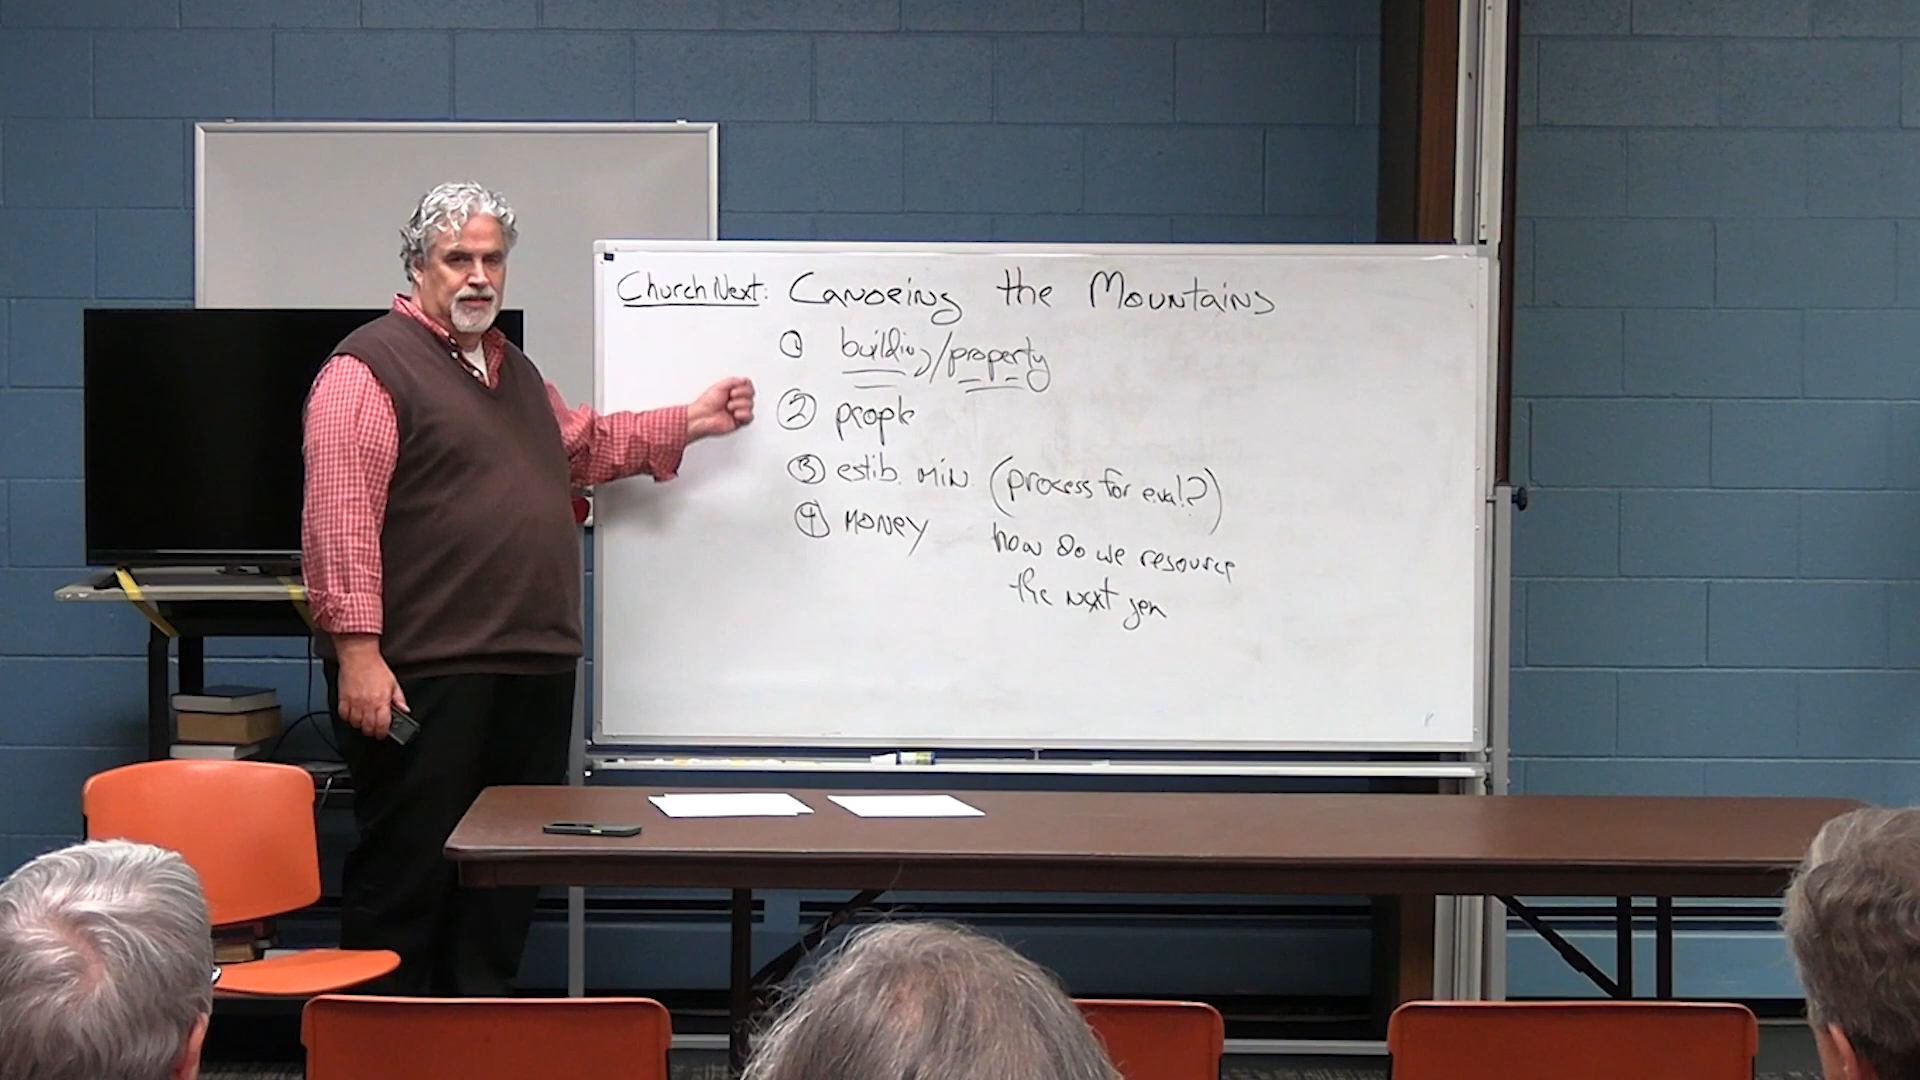 Church Next: Canoeing the Mountains
① building/property
② people
③ estib. min (process for eval?)
④ money
how do we resource
the next gen